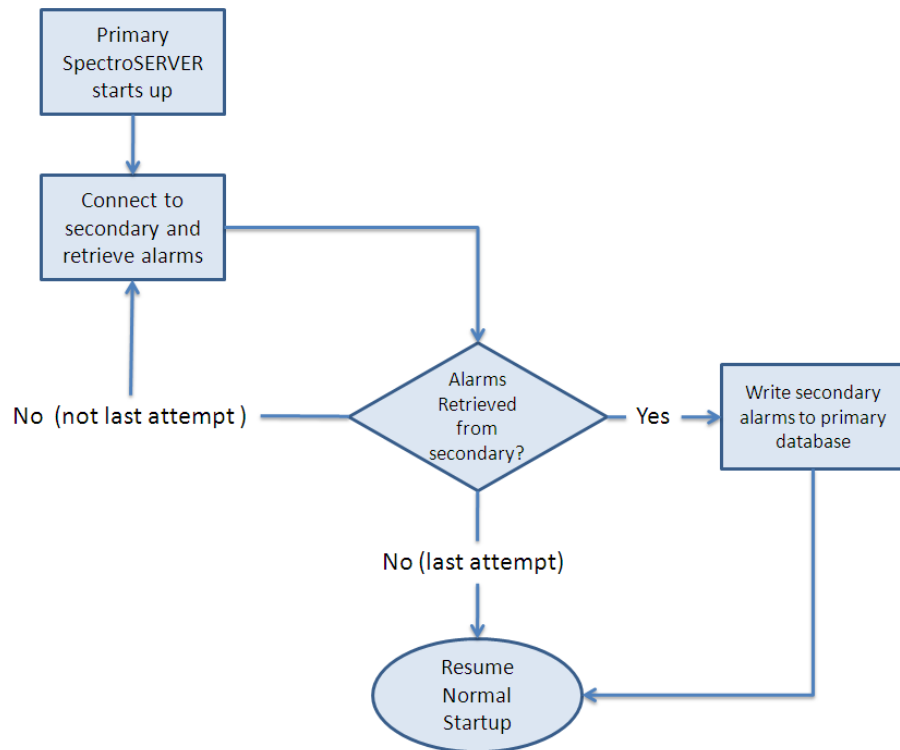 Primary
SpectroSERVER
starts up
Connect to
secondary and
retrieve alarms
Alarms
Retrieved
from
secondary?
No (not last attempt )
Yes
Write secondary
alarms to primary
database
No (last attempt)
Resume
Normal
Startup